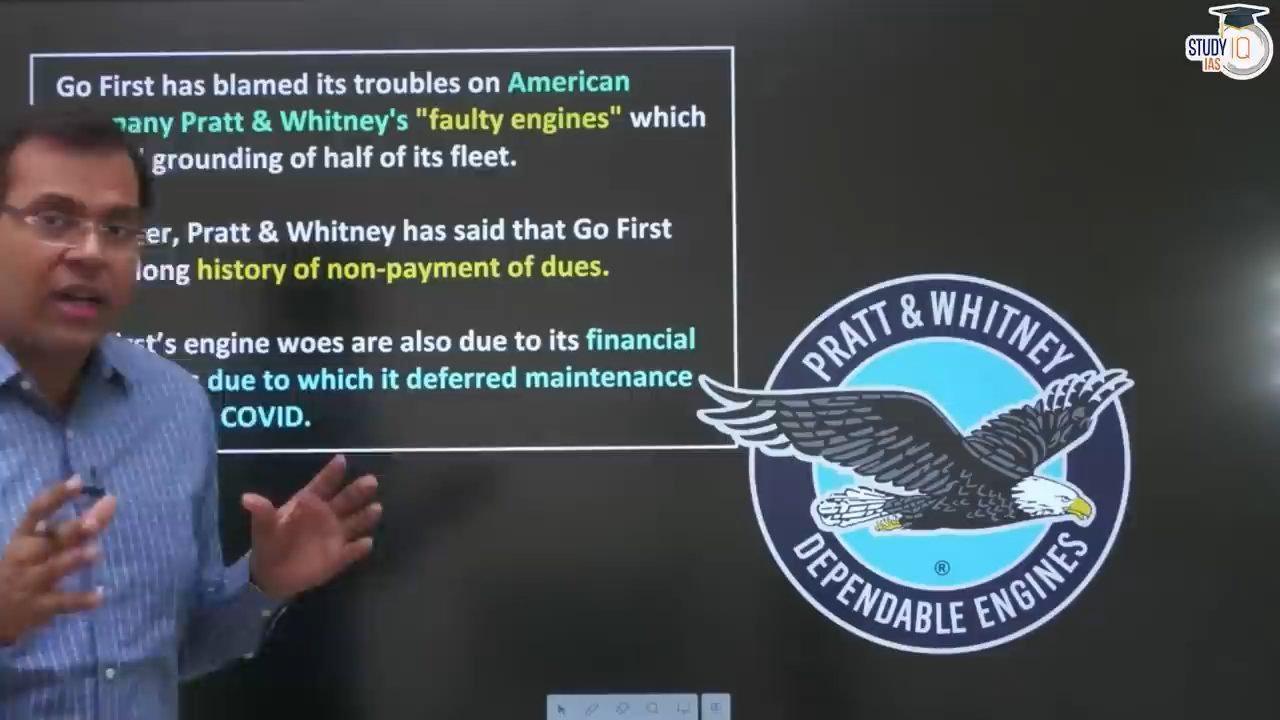 STUDY IQ
IAS
Go First has blamed its troubles on American
Pratt & Whitney's "faulty engines" which
grounding of half of its fleet.
Pratt & Whitney has said that Go First
long history of non-payment of dues.
engine woes are also due to its financial
due to which it deferred maintenance
COVID.
PRATT & WHITNEY
®
DEPENDABLE ENGINES